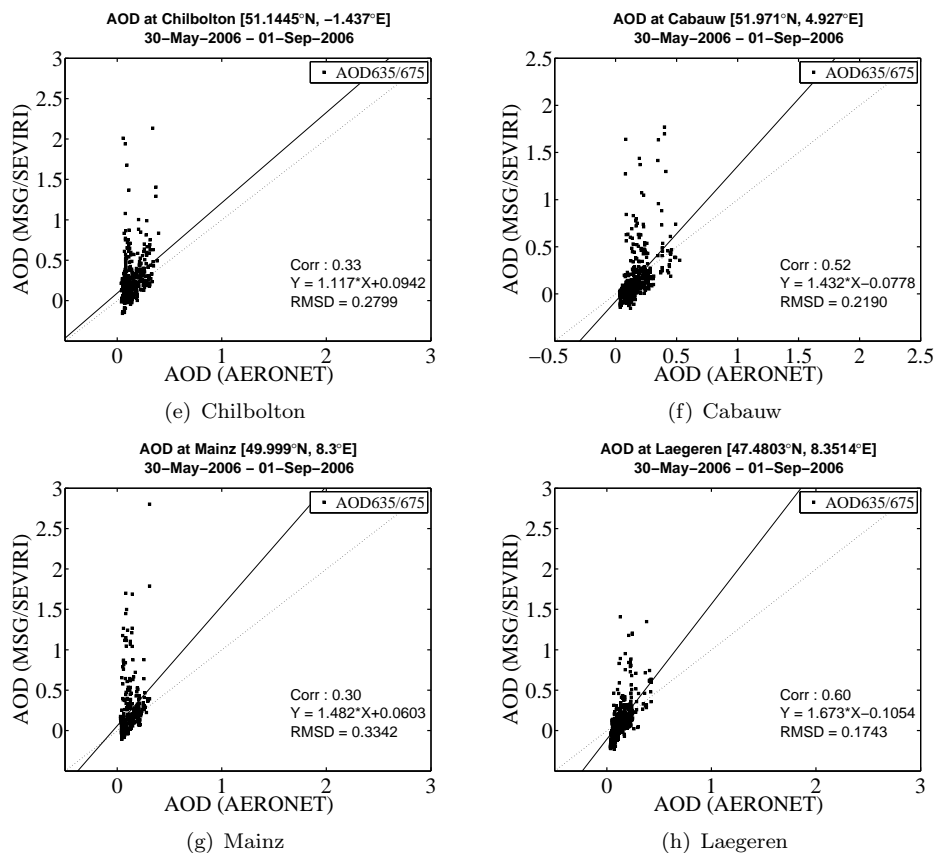 AOD at Chilbolton [51.1445°N, −1.437°E]
30−May−2006 − 01−Sep−2006
AOD635/675
3
2.5
2
1.5
1
0.5
0
AOD (MSG/SEVIRI)
Corr : 0.33
Y = 1.117*X+0.0942
RMSD = 0.2799
0 1 2 3
AOD (AERONET)
(e) Chilbolton
AOD at Cabauw [51.971°N, 4.927°E]
30−May−2006 − 01−Sep−2006
AOD635/675
2.5
2
1.5
1
0.5
0
−0.5
AOD (MSG/SEVIRI)
Corr : 0.52
Y = 1.432*X−0.0778
RMSD = 0.2190
−0.5 0 0.5 1 1.5 2 2.5
AOD (AERONET)
(f) Cabauw
AOD at Mainz [49.999°N, 8.3°E]
30−May−2006 − 01−Sep−2006
AOD635/675
3
2.5
2
1.5
1
0.5
0
AOD (MSG/SEVIRI)
Corr : 0.30
Y = 1.482*X+0.0603
RMSD = 0.3342
0 1 2 3
AOD (AERONET)
(g) Mainz
AOD at Laegeren [47.4803°N, 8.3514°E]
30−May−2006 − 01−Sep−2006
AOD635/675
3
2.5
2
1.5
1
0.5
0
AOD (MSG/SEVIRI)
Corr : 0.60
Y = 1.673*X−0.1054
RMSD = 0.1743
0 1 2 3
AOD (AERONET)
(h) Laegeren